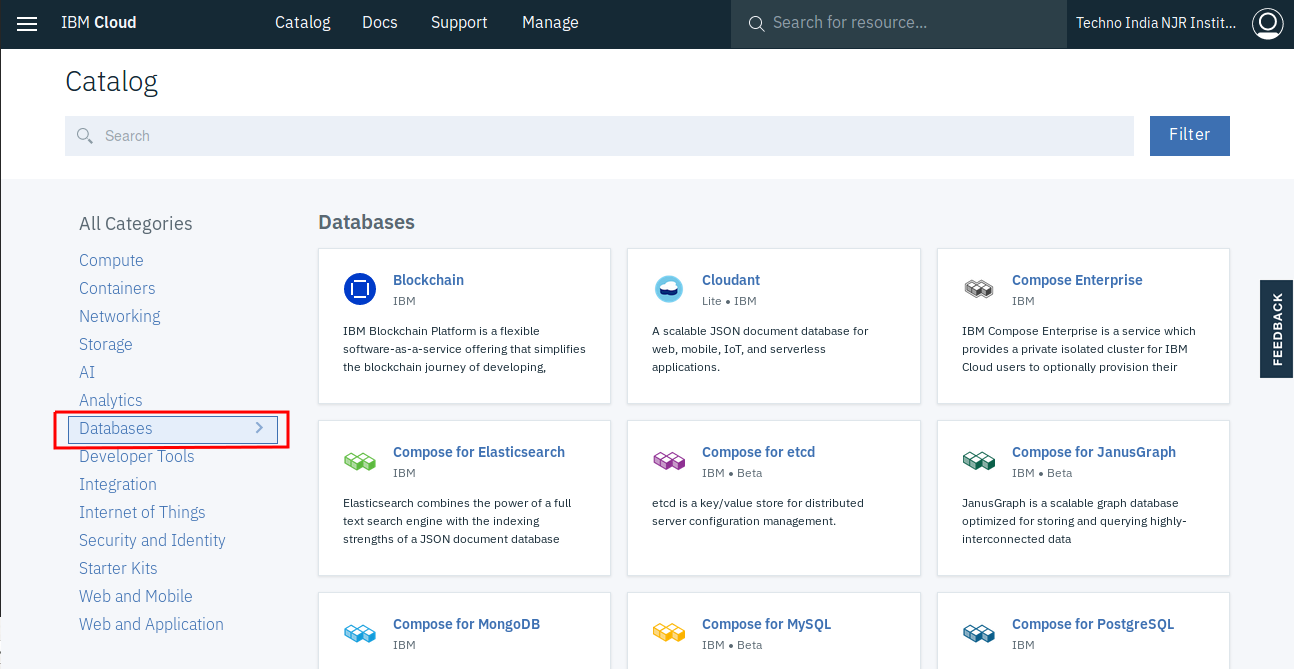 IBM Cloud
Catalog
Docs
Support
Manage
Search for resource...
Techno India NJR Instit...
Catalog
Search
Filter
All Categories
Compute
Containers
Networking
Storage
AI
Analytics
Databases
Developer Tools
Integration
Internet of Things
Security and Identity
Starter Kits
Web and Mobile
Web and Application
Databases
Blockchain
IBM
IBM Blockchain Platform is a flexible
software-as-a-service offering that simplifies
the blockchain journey of developing,
Cloudant
Lite • IBM
A scalable JSON document database for
web, mobile, IoT, and serverless
applications.
Compose Enterprise
IBM
IBM Compose Enterprise is a service which
provides a private isolated cluster for IBM
Cloud users to optionally provision their
Compose for Elasticsearch
IBM
Elasticsearch combines the power of a full
text search engine with the indexing
strengths of a JSON document database
Compose for etcd
IBM • Beta
etcd is a key/value store for distributed
server configuration management.
Compose for JanusGraph
IBM • Beta
JanusGraph is a scalable graph database
optimized for storing and querying highly-
interconnected data
Compose for MongoDB
IBM
Compose for MySQL
IBM • Beta
Compose for PostgreSQL
IBM
FEEDBACK